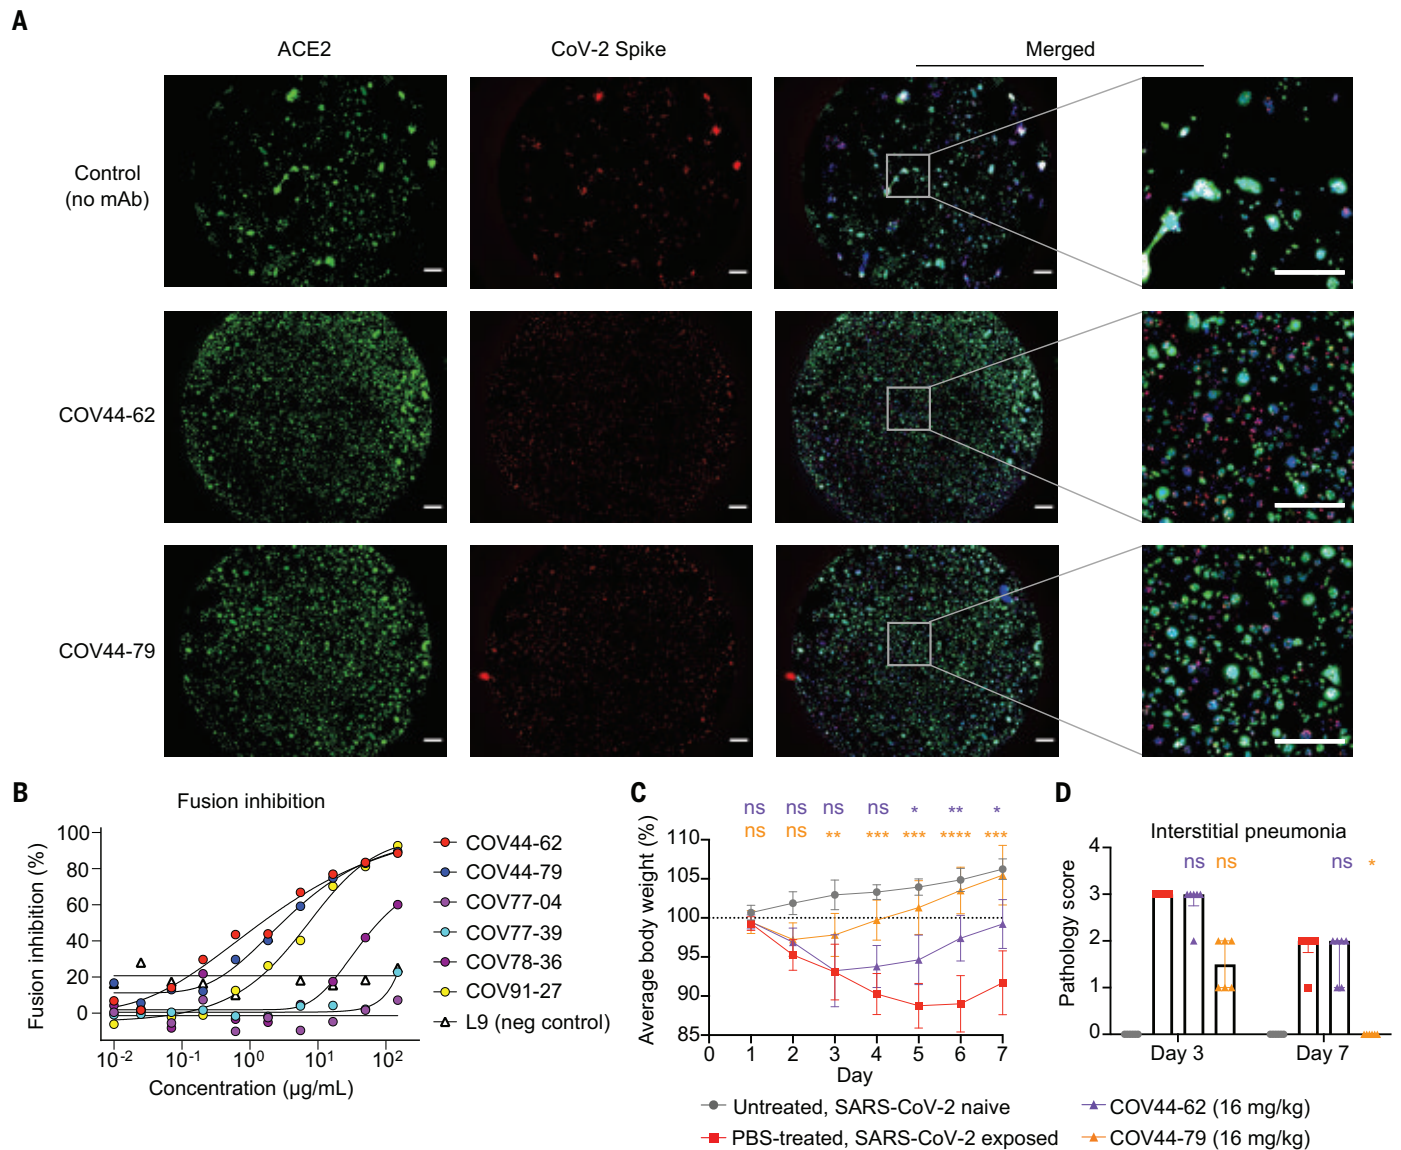 A
ACE2
CoV-2 Spike
Merged
Control
(no mAb)
COV44-62
COV44-79
B
Fusion inhibition
Fusion inhibition (%)
100
80
60
40
20
0
10-2
10-1
100
101
102
Concentration (µg/mL)
COV44-62
COV44-79
COV77-04
COV77-39
COV78-36
COV91-27
L9 (neg control)
C
ns ns ns ns * ** *
ns ns ** *** *** **** ***
Average body weight (%)
110
100
95
90
85
0 1 2 3 4 5 6 7
Day
D
Interstitial pneumonia
Pathology score
4
3
2
1
0
ns ns ns *
Day 3 Day 7
Untreated, SARS-CoV-2 naive
PBS-treated, SARS-CoV-2 exposed
COV44-62 (16 mg/kg)
COV44-79 (16 mg/kg)